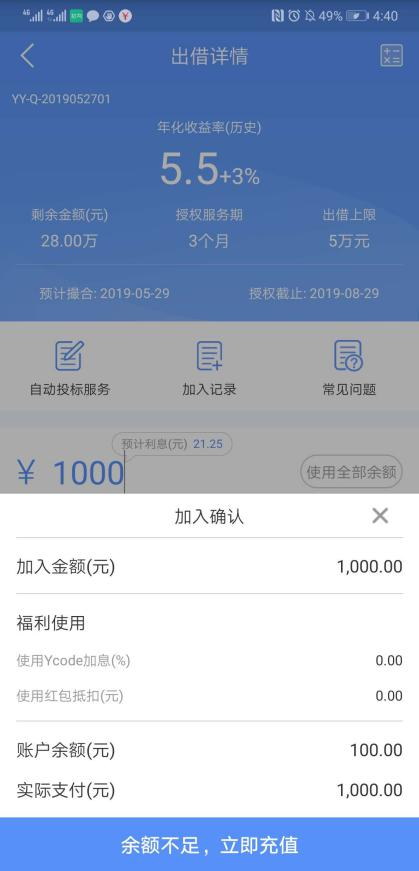 49% 4:40
出借详情
YY-Q-2019052701
年化收益率(历史)
5.5+3%
剩余金额(元) 授权服务期 出借上限
28.00万 3个月 5万元
预计撮合: 2019-05-29 授权截止: 2019-08-29
自动投标服务 加入记录 常见问题
预计利息(元) 21.25
¥ 1000 使用全部余额
加入确认
加入金额(元) 1,000.00
福利使用
使用Ycode加息(%) 0.00
使用红包抵扣(元) 0.00
账户余额(元) 100.00
实际支付(元) 1,000.00
余额不足，立即充值